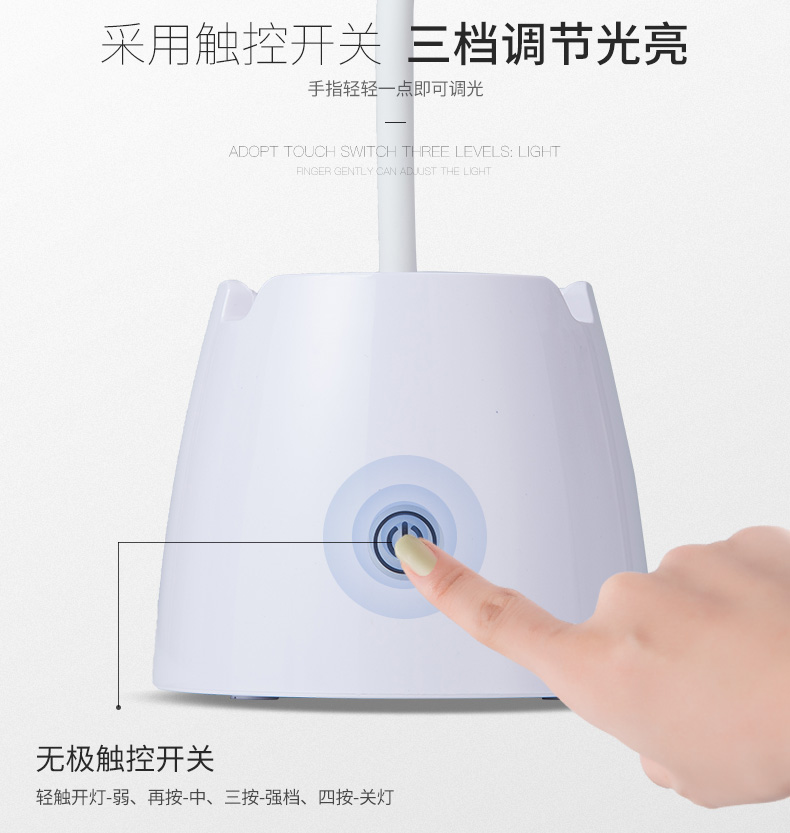 采用触控开关 三档调节光亮
手指轻轻一点即可调光
ADOPT TOUCH SWITCH THREE LEVELS: LIGHT
FINGER GENTLY CAN ADJUST THE LIGHT
无极触控开关
轻触开灯-弱、再按-中、三按-强档、四按-关灯